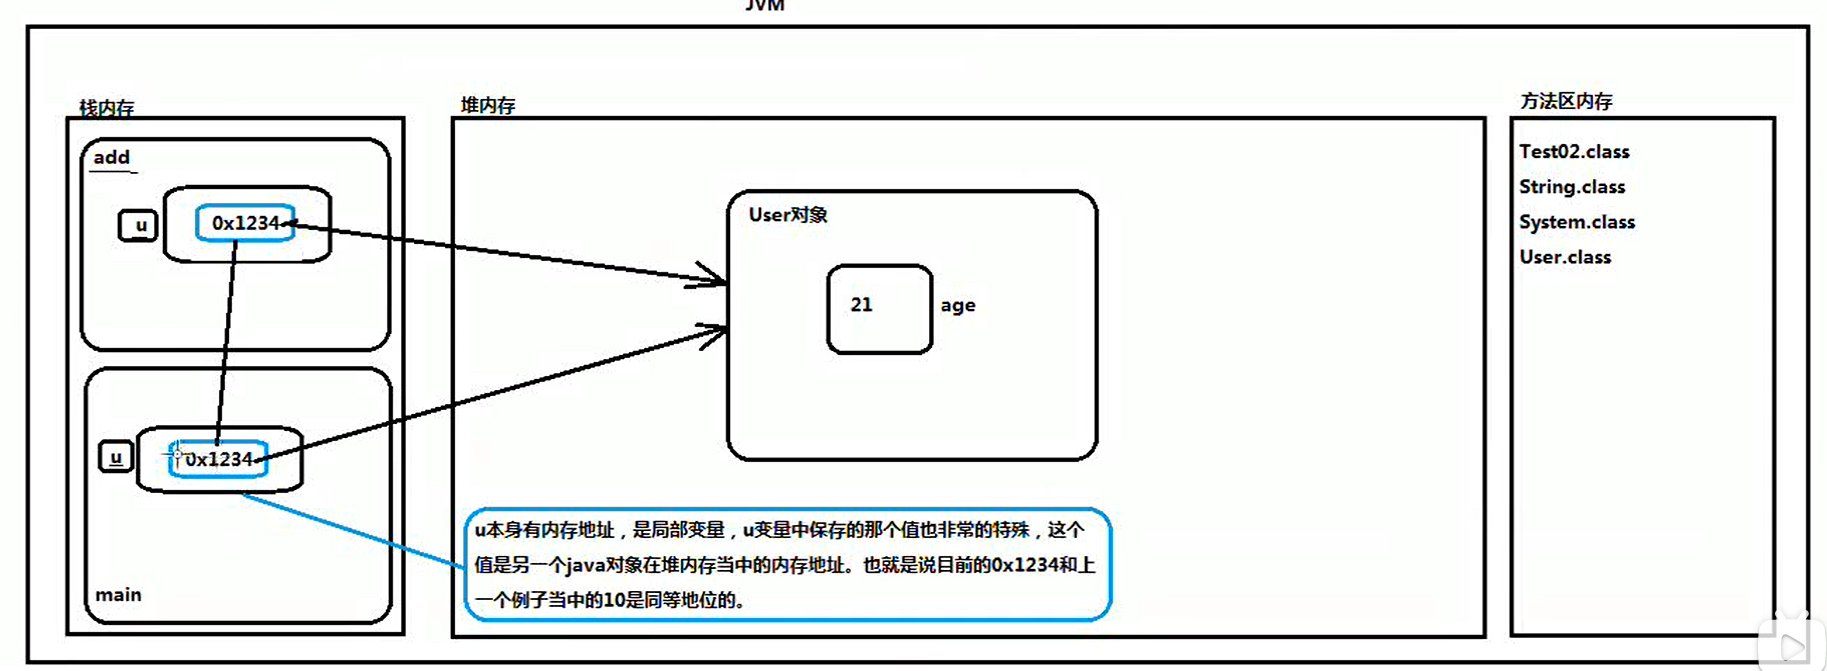 JVM
栈内存
堆内存
方法区内存
add
u
0x1234
User对象
21
age
Test02.class
String.class
System.class
User.class
u
0x1234
main
u本身有内存地址，是局部变量，u变量中保存的那个值也非常的特殊，这个
值是另一个java对象在堆内存当中的内存地址。也就是说目前的0x1234和上
一个例子当中的10是同等地位的。